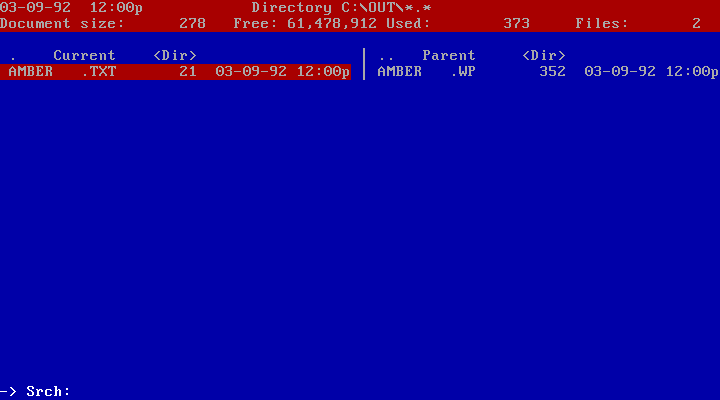 03-09-92  12:00p            Directory C:\OUT\*.*
Document size:      278   Free: 61,478,912 Used:        373     Files:       2
.    Current    <Dir>                   | ..   Parent     <Dir>
AMBER   .TXT       21  03-09-92 12:00p | AMBER   .WP       352  03-09-92 12:00p
-> Srch: